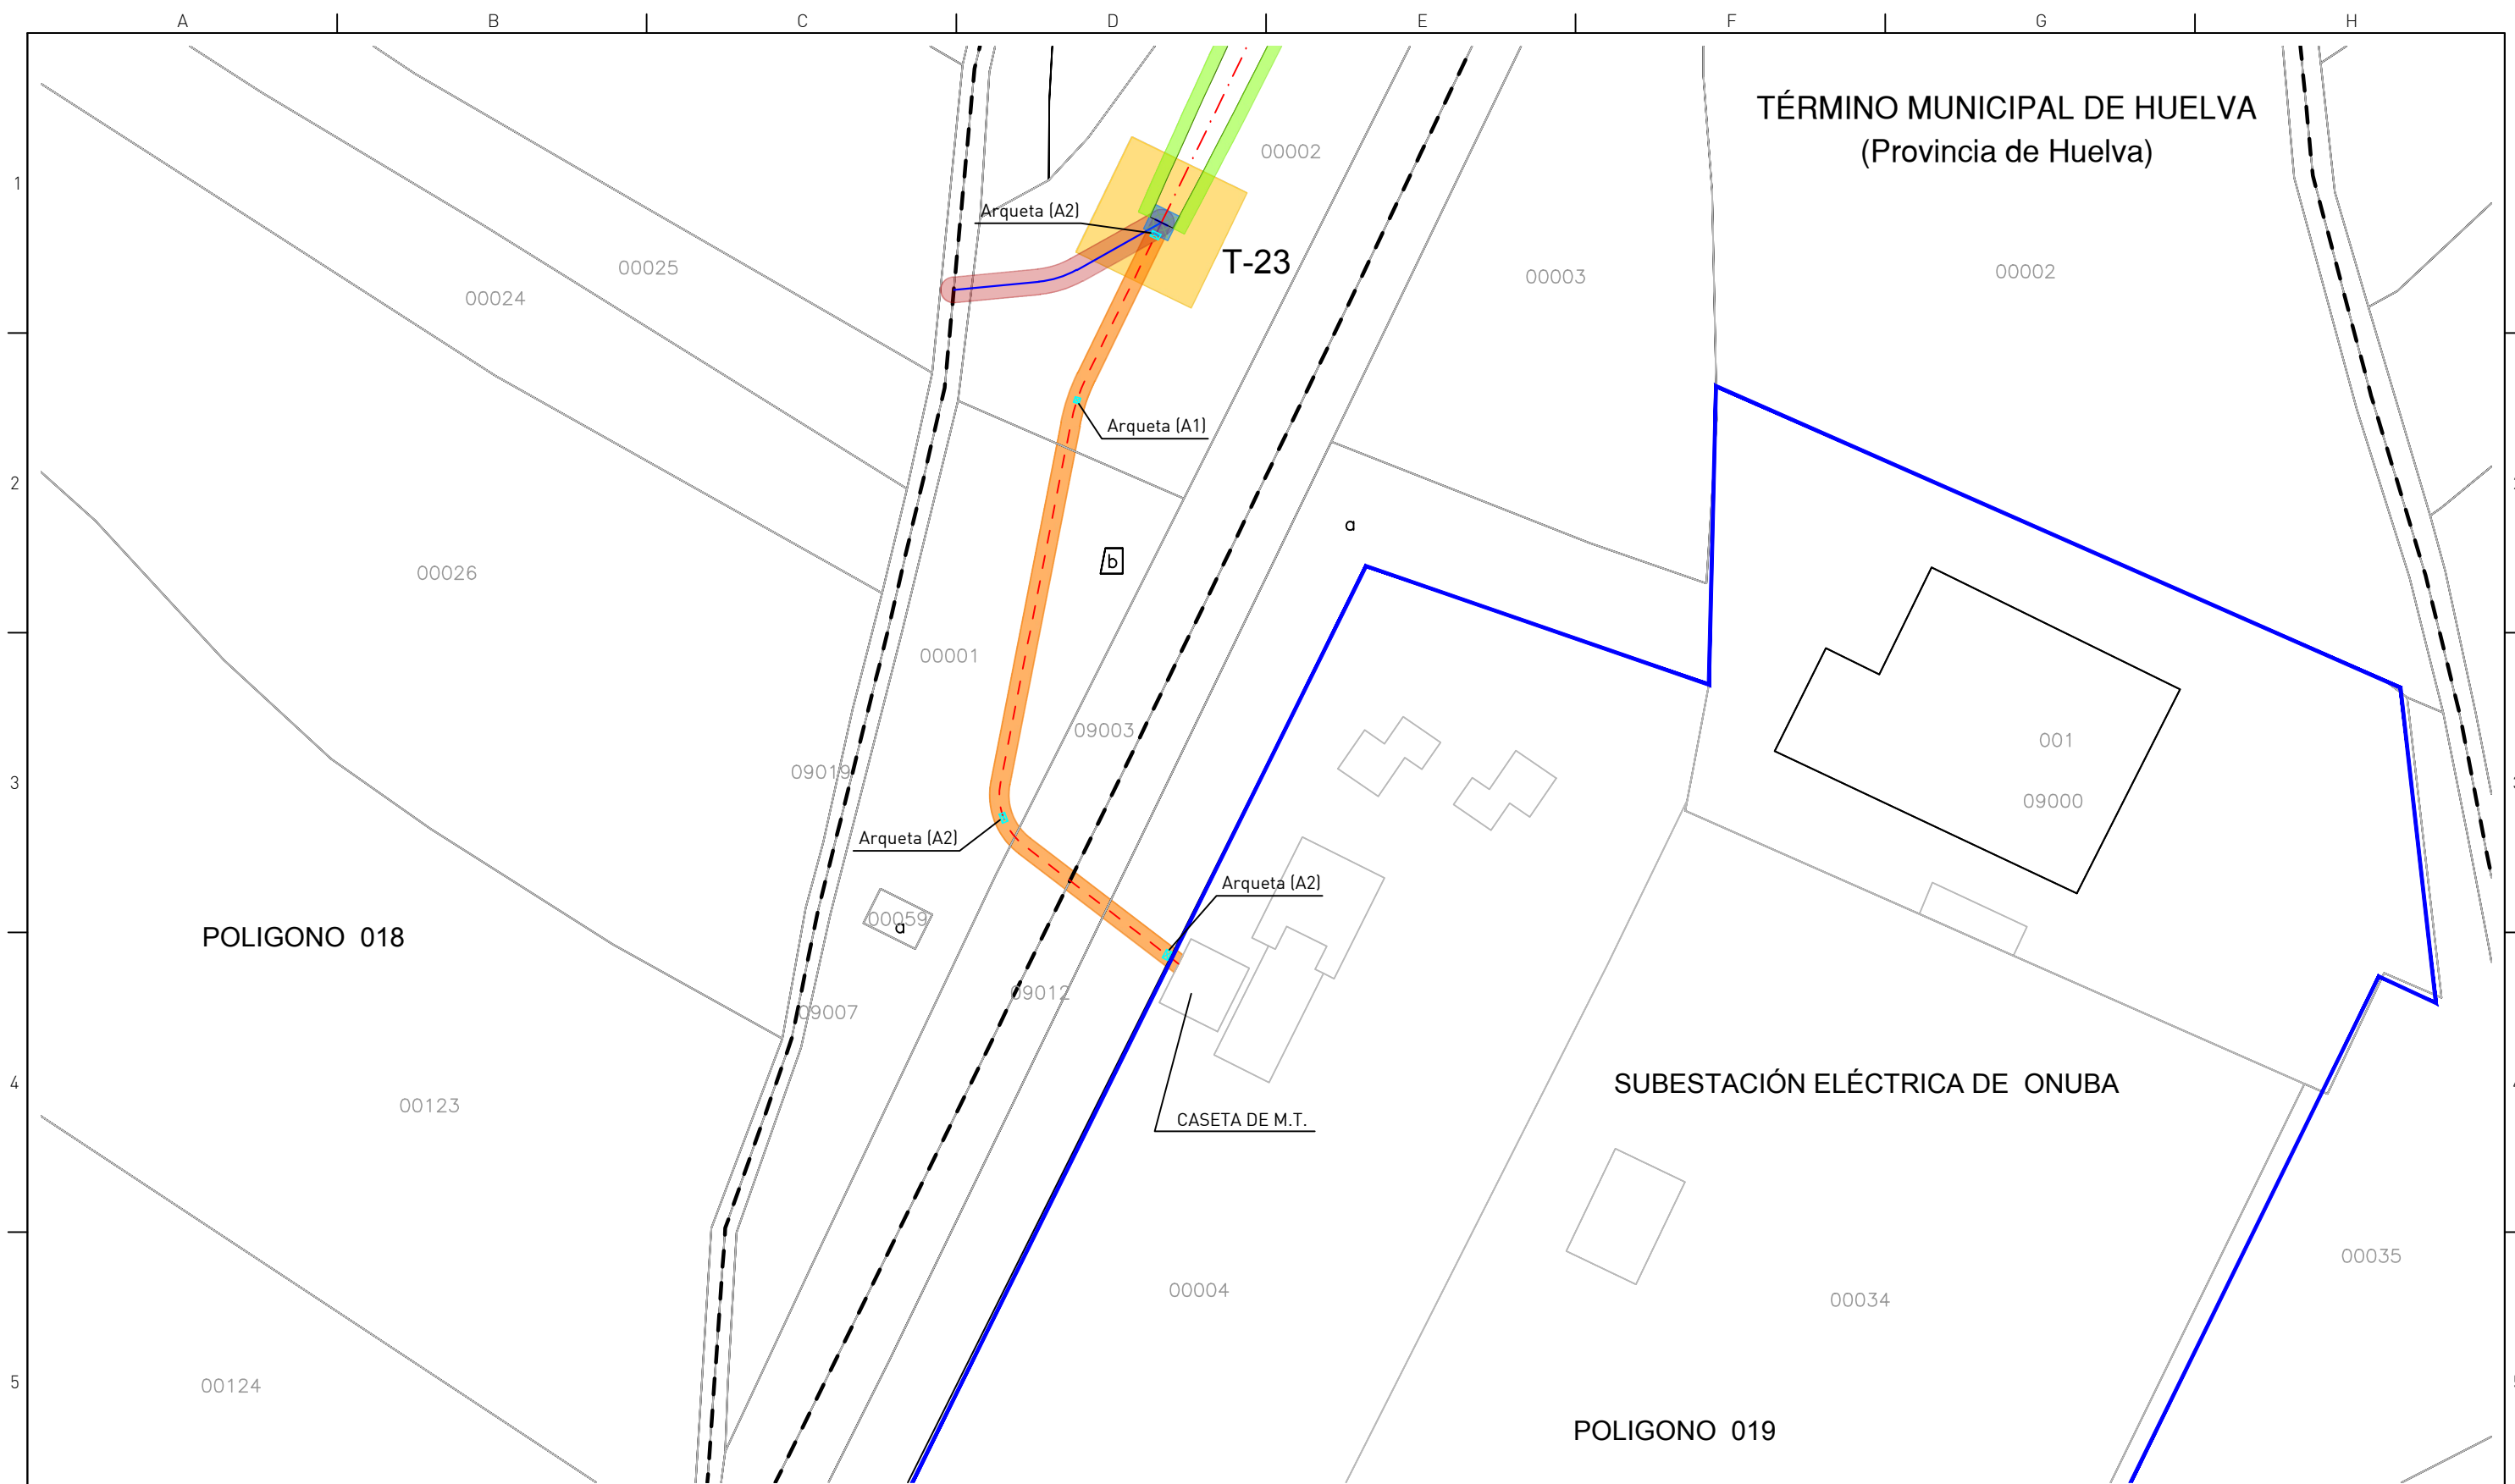 A B C D E F G H
TÉRMINO MUNICIPAL DE HUELVA
(Provincia de Huelva)
00002
1
Arqueta (A2)
T-23
00025
00003
00002
00024
Arqueta (A1)
2
a
b
00026
00001
09003
001
09019
3
09000
Arqueta (A2)
Arqueta (A2)
00059
a
POLIGONO 018
09012
09007
4
SUBESTACIÓN ELÉCTRICA DE ONUBA
00123
CASETA DE M.T.
00035
00004
00034
5
00124
POLIGONO 019